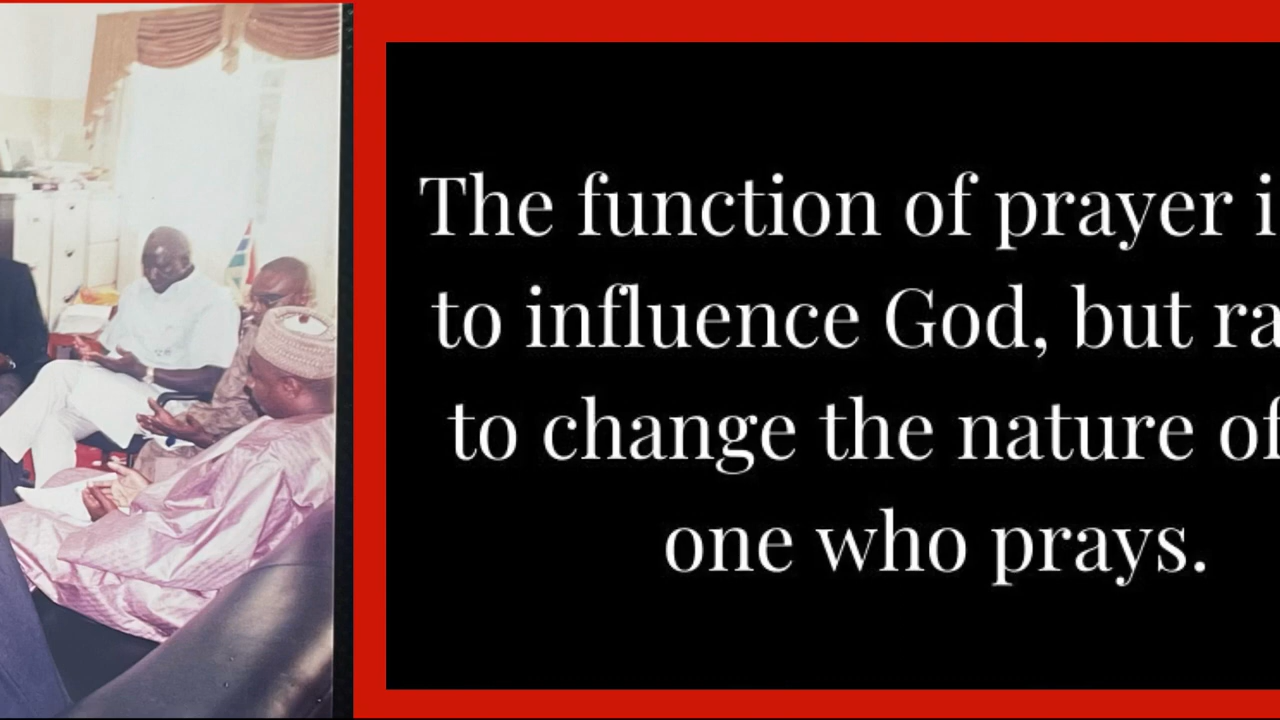 The function of prayer i
to influence God, but ra
to change the nature of
one who prays.